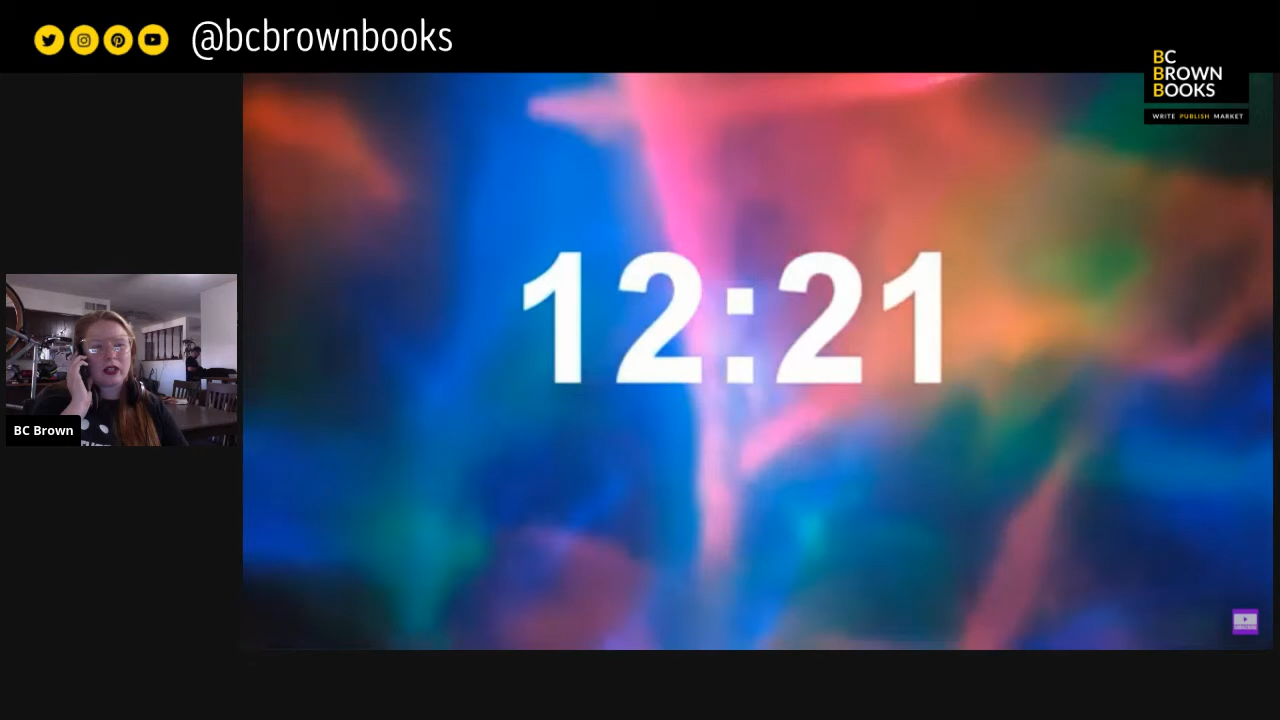 @bcbrownbooks
BC
BROWN
BOOKS
WRITE PUBLISH MARKET
12:21
BC Brown